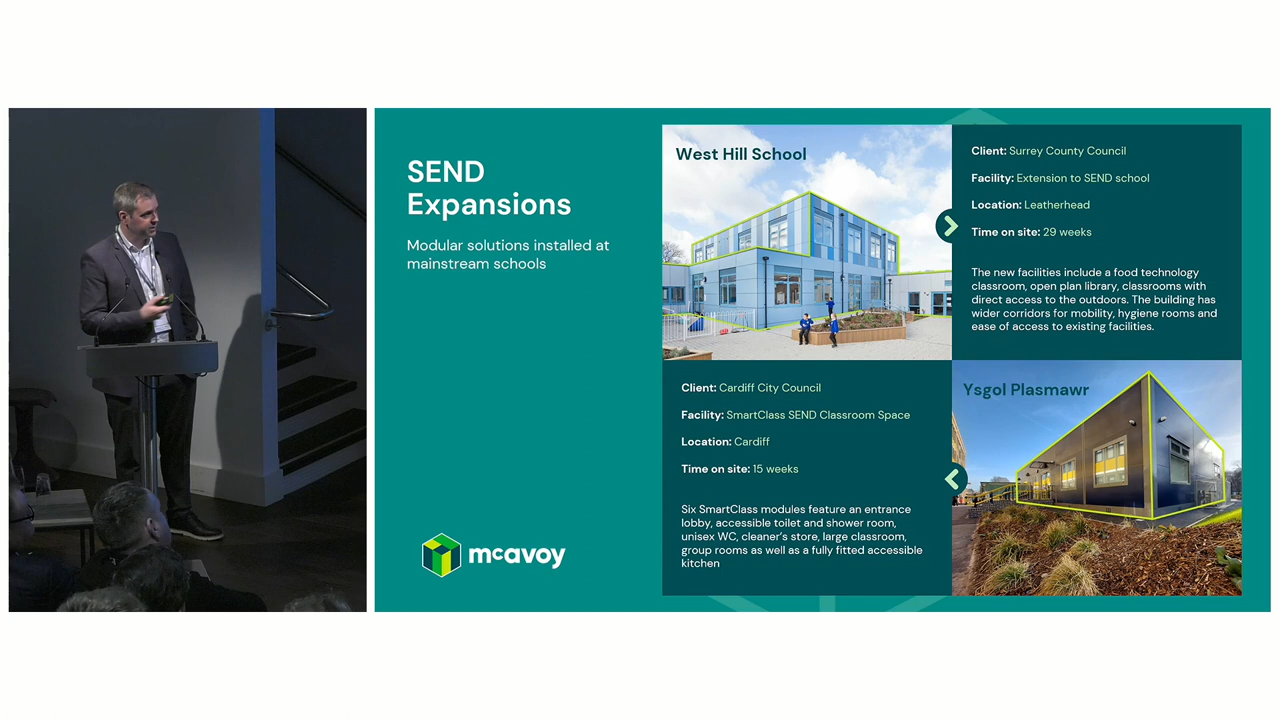 SEND
Expansions
Modular solutions installed at
mainstream schools
mcavoy
West Hill School
Client: Surrey County Council
Facility: Extension to SEND school
Location: Leatherhead
Time on site: 29 weeks
The new facilities include a food technology
classroom, open plan library, classrooms with
direct access to the outdoors. The building has
wider corridors for mobility, hygiene rooms and
ease of access to existing facilities.
Client: Cardiff City Council
Facility: SmartClass SEND Classroom Space
Location: Cardiff
Time on site: 15 weeks
Six SmartClass modules feature an entrance
lobby, accessible toilet and shower room,
unisex WC, cleaner's store, large classroom,
group rooms as well as a fully fitted accessible
kitchen
Ysgol Plasmawr